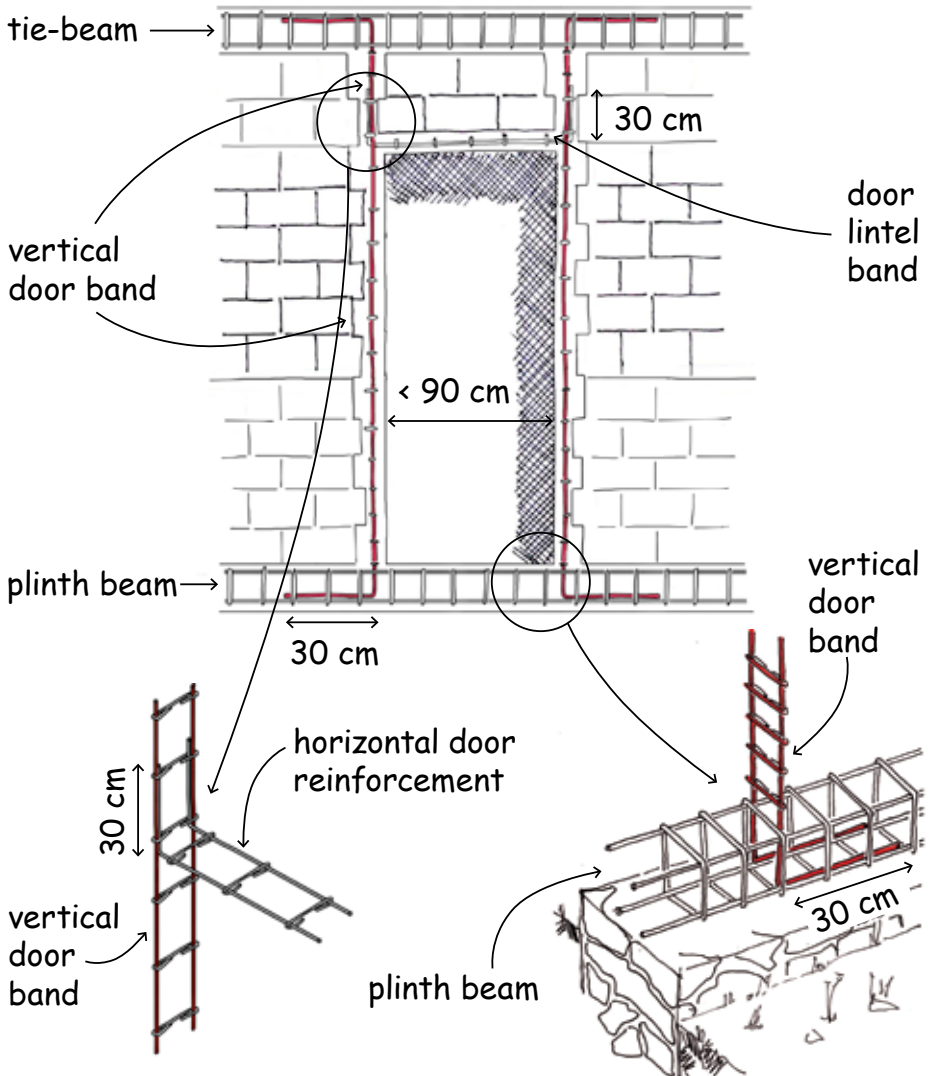 tie-beam
30 cm
door
lintel
band
vertical
door band
< 90 cm
plinth beam
30 cm
vertical
door
band
horizontal door
reinforcement
30 cm
vertical
door
band
30 cm
plinth beam